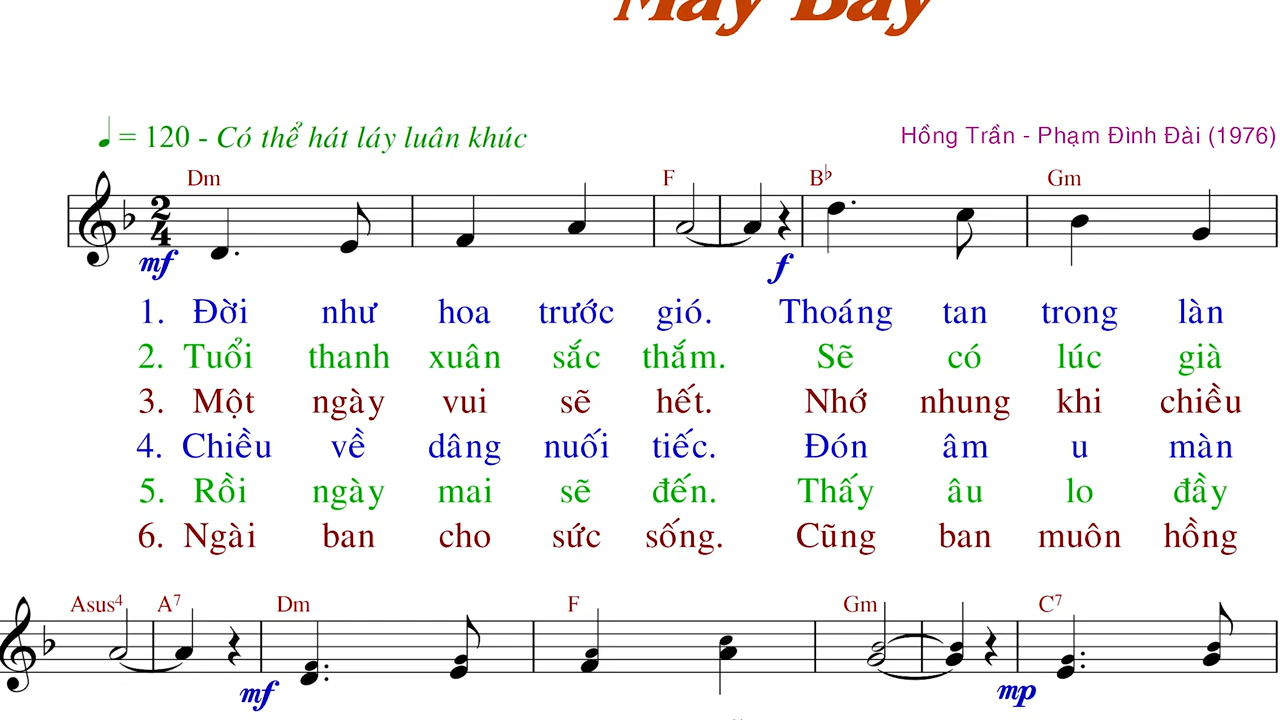 Mây Bay
♩ = 120 - Có thể hát láy luân khúc
Hồng Trần - Phạm Đình Đài (1976)
Dm F B♭ Gm
2/4
mf f
1. Đời như hoa trước gió. Thoáng tan trong làn
2. Tuổi thanh xuân sắc thắm. Sẽ có lúc già
3. Một ngày vui sẽ hết. Nhớ nhung khi chiều
4. Chiều về dâng nuối tiếc. Đón âm u màn
5. Rồi ngày mai sẽ đến. Thấy âu lo đầy
6. Ngài ban cho sức sống. Cũng ban muôn hồng
Asus4 A7 Dm F Gm C7
mf mp